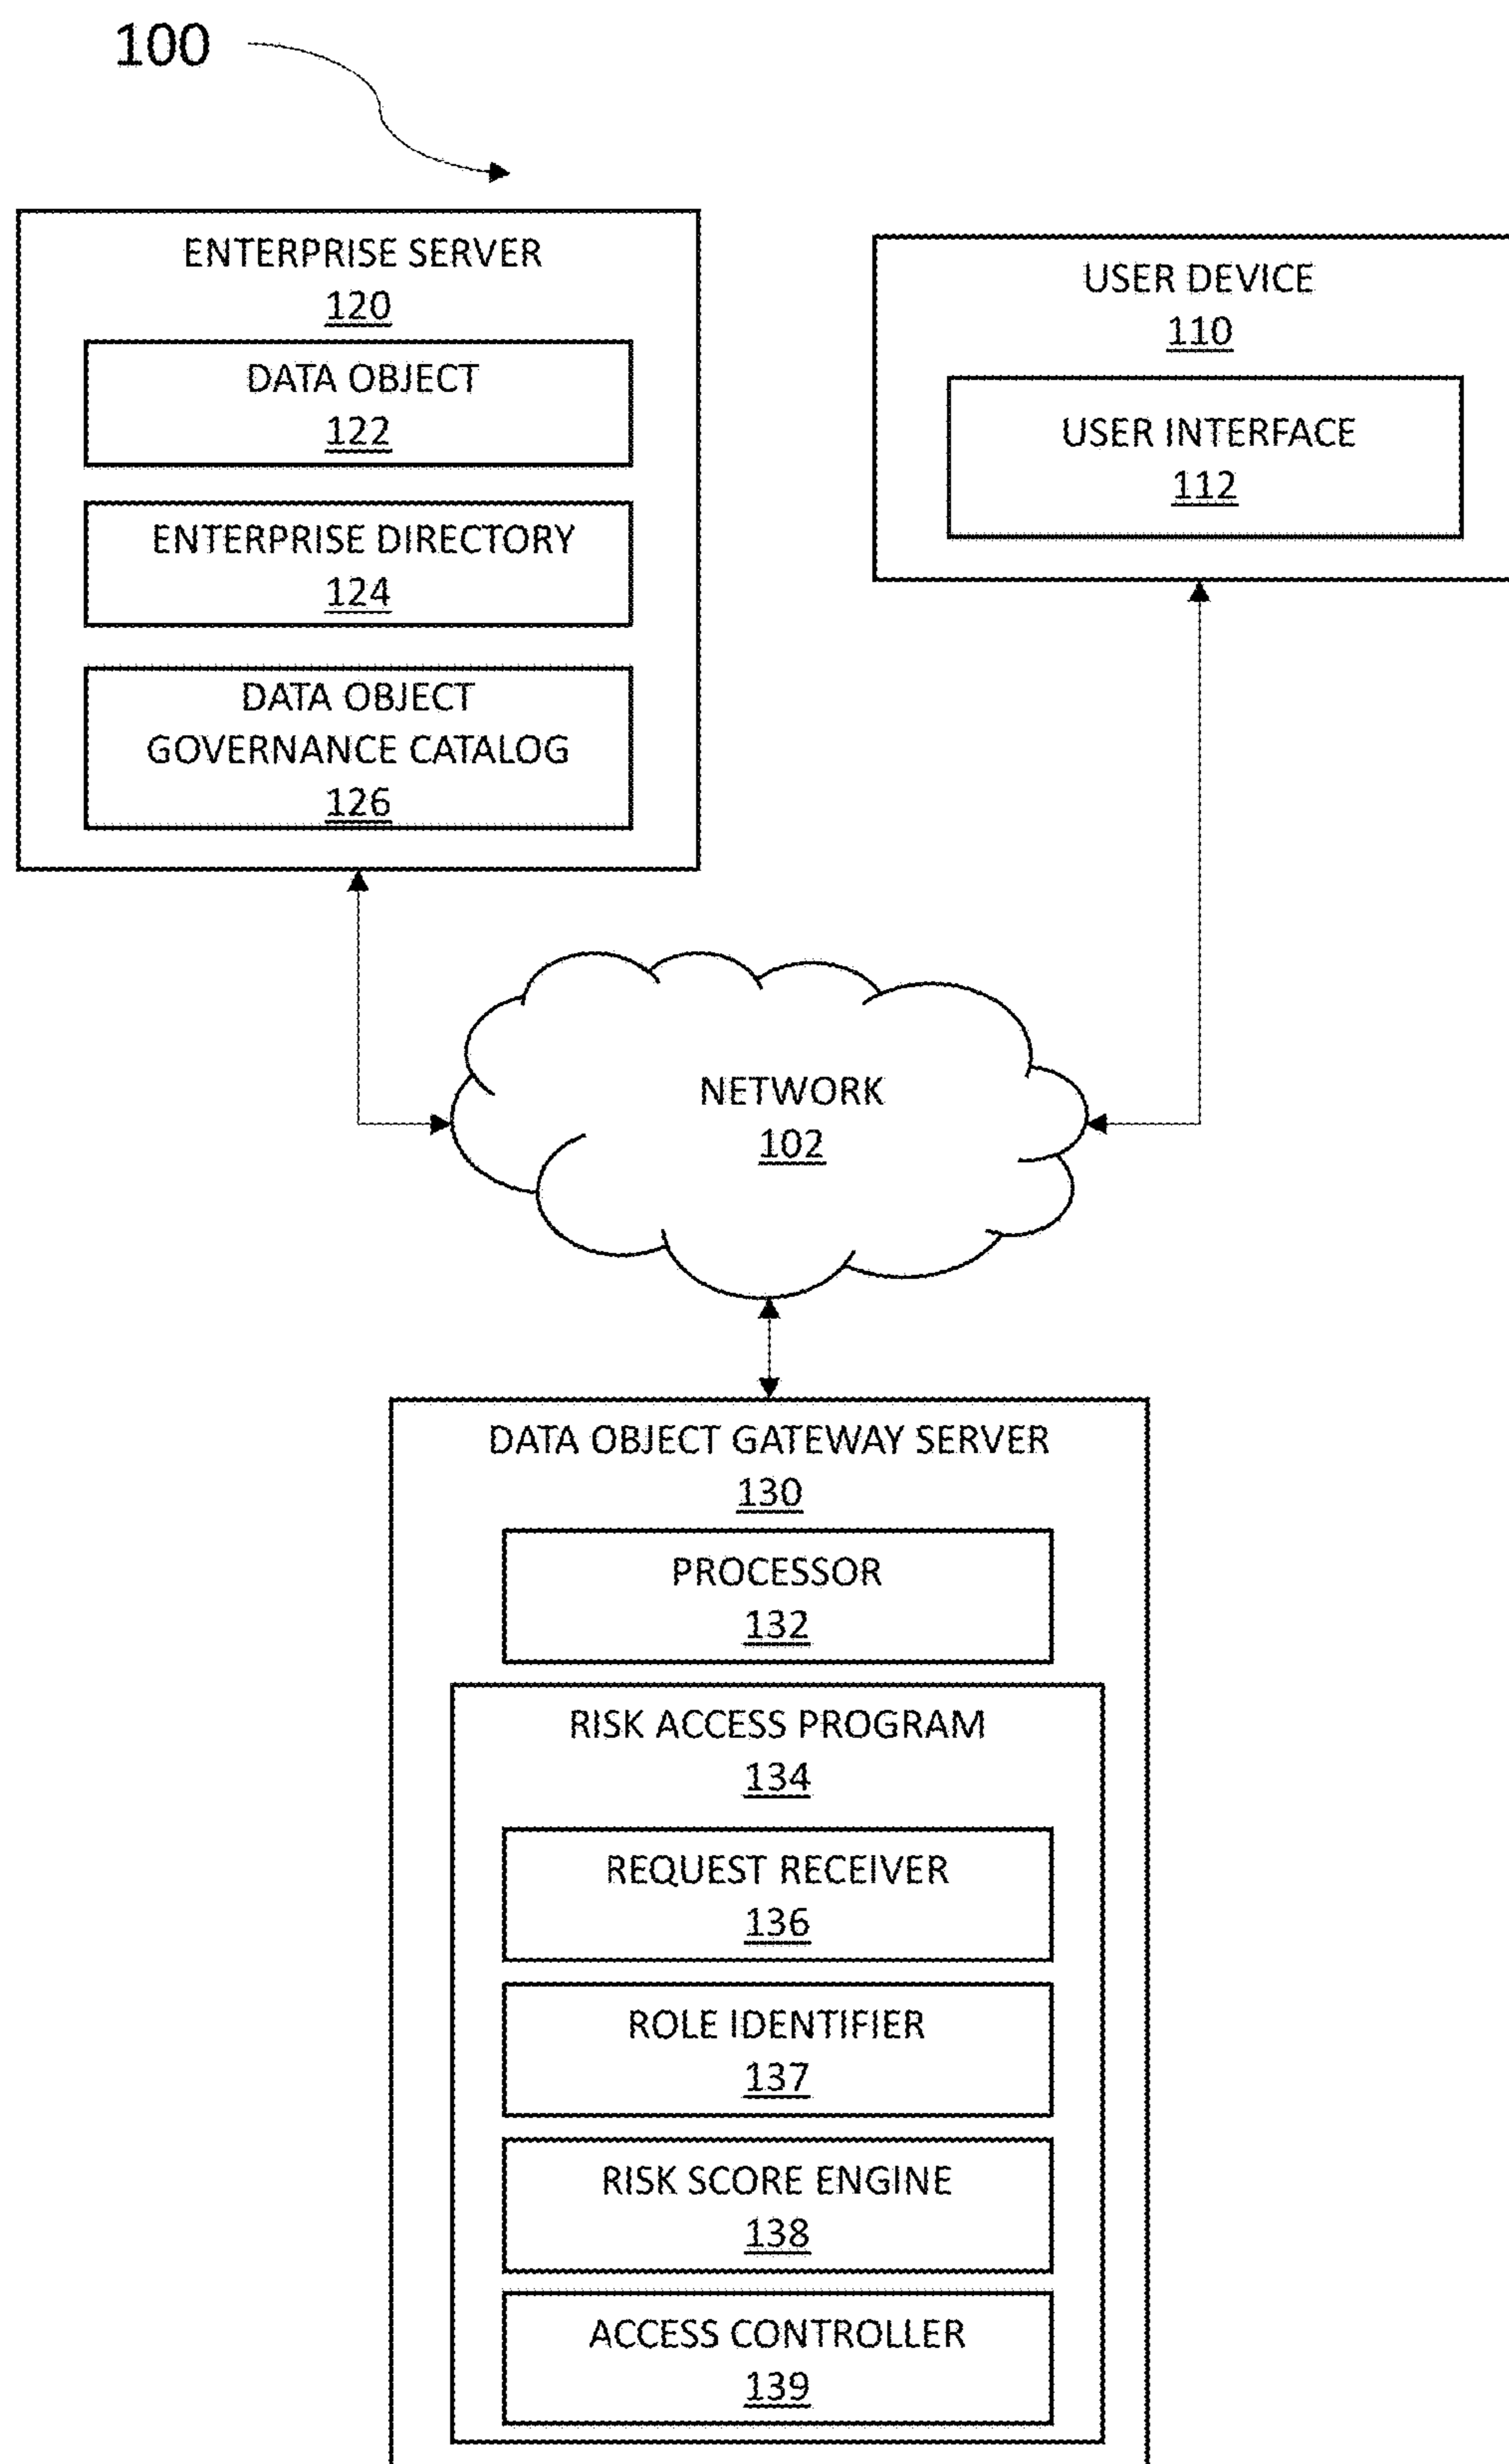 100
ENTERPRISE SERVER
120
DATA OBJECT
122
ENTERPRISE DIRECTORY
124
DATA OBJECT
GOVERNANCE CATALOG
126
USER DEVICE
110
USER INTERFACE
112
NETWORK
102
DATA OBJECT GATEWAY SERVER
130
PROCESSOR
132
RISK ACCESS PROGRAM
134
REQUEST RECEIVER
136
ROLE IDENTIFIER
137
RISK SCORE ENGINE
138
ACCESS CONTROLLER
139